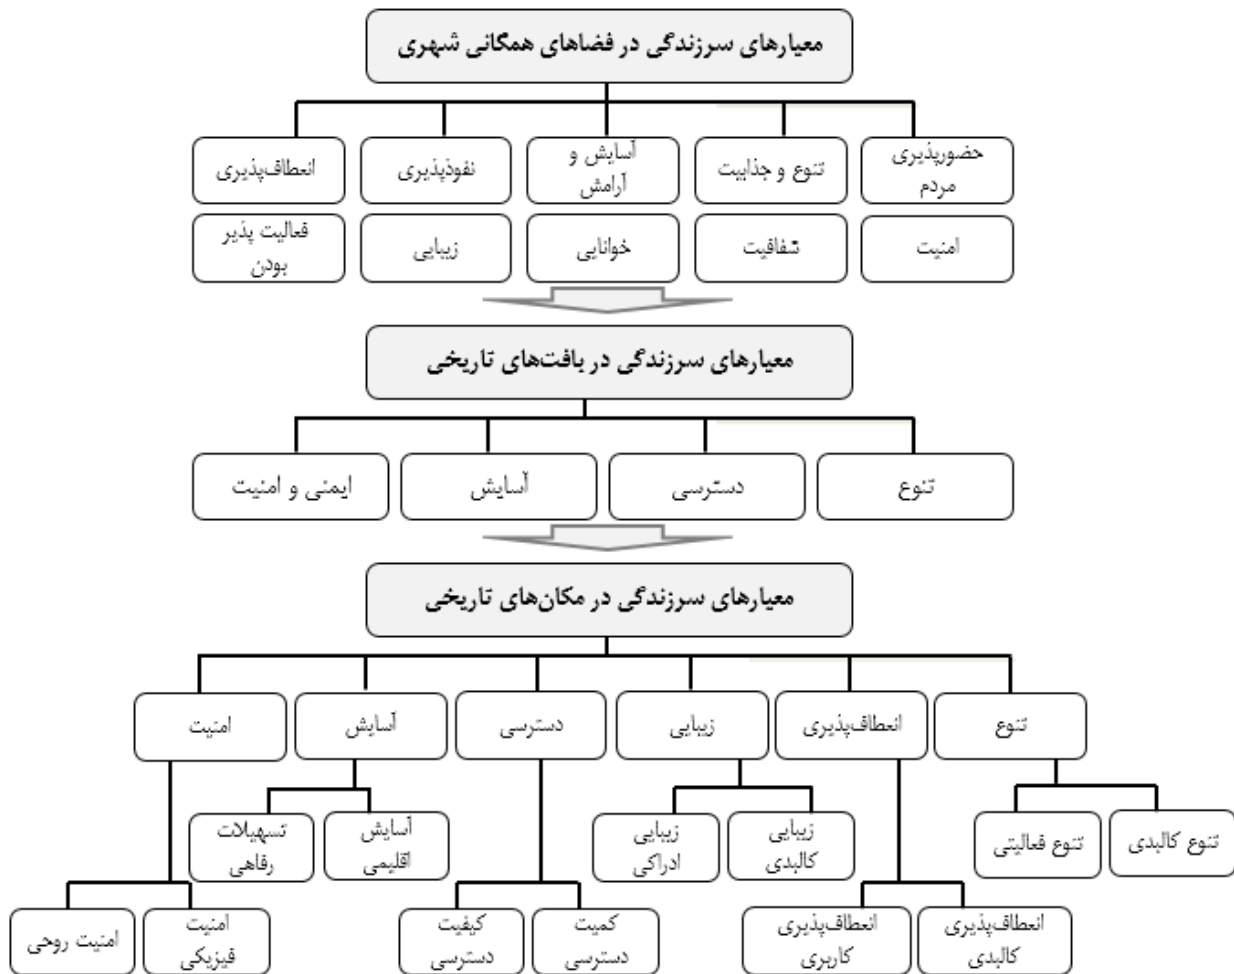 معیارهای سرزندگی در فضاهای همگانی شهری
حضورپذیری
مردم
تنوع و جذابیت
آسایش و
آرامش
نفوذپذیری
انعطاف‌پذیری
امنیت
شفافیت
خوانایی
زیبایی
فعالیت پذیر
بودن
معیارهای سرزندگی در بافت‌های تاریخی
تنوع
دسترسی
آسایش
ایمنی و امنیت
معیارهای سرزندگی در مکان‌های تاریخی
تنوع
انعطاف‌پذیری
زیبایی
دسترسی
آسایش
امنیت
تنوع کالبدی
تنوع فعالیتی
زیبایی
کالبدی
زیبایی
ادراکی
آسایش
اقلیمی
تسهیلات
رفاهی
انعطاف‌پذیری
کالبدی
انعطاف‌پذیری
کاربری
کمیت
دسترسی
کیفیت
دسترسی
امنیت
فیزیکی
امنیت روحی